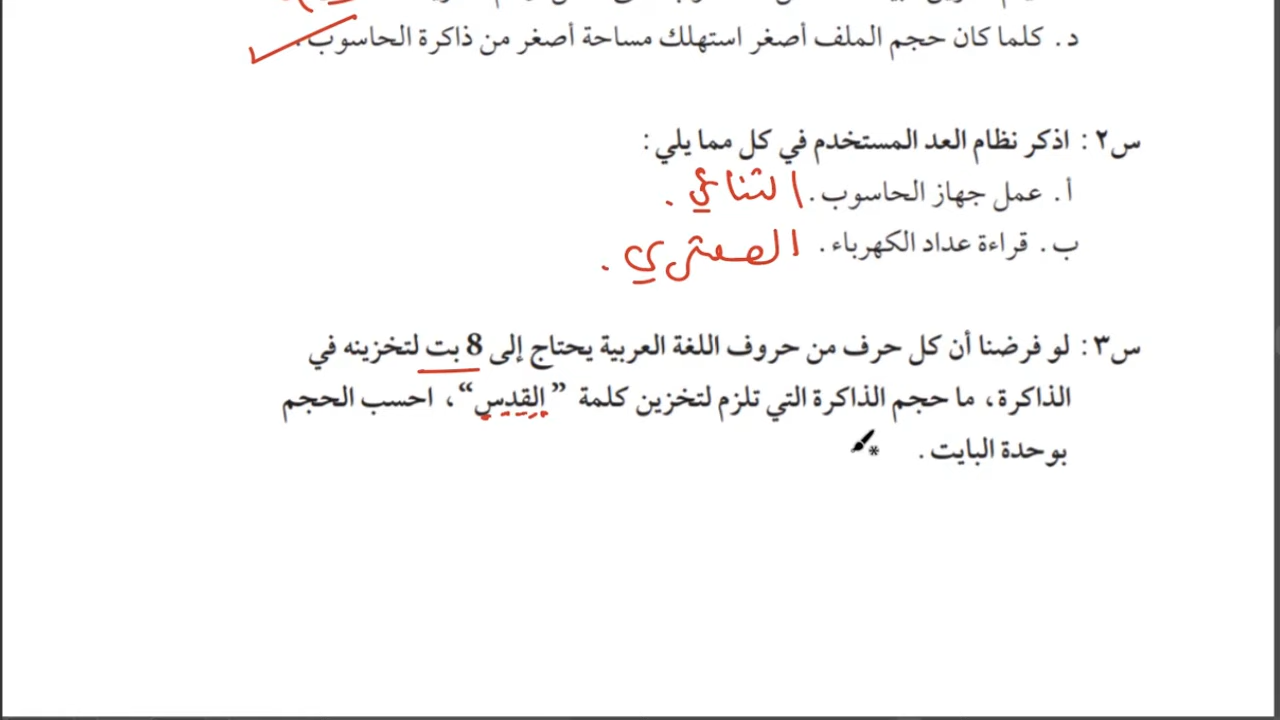 د. كلما كان حجم الملف أصغر استهلك مساحة أصغر من ذاكرة الحاسوب.
س٢: اذكر نظام العد المستخدم في كل مما يلي:
أ. عمل جهاز الحاسوب. الثنائي.
ب. قراءة عداد الكهرباء. العشري.
س٣: لو فرضنا أن كل حرف من حروف اللغة العربية يحتاج إلى 8 بت لتخزينه في
الذاكرة، ما حجم الذاكرة التي تلزم لتخزين كلمة ”القدس“، احسب الحجم
بوحدة البايت.